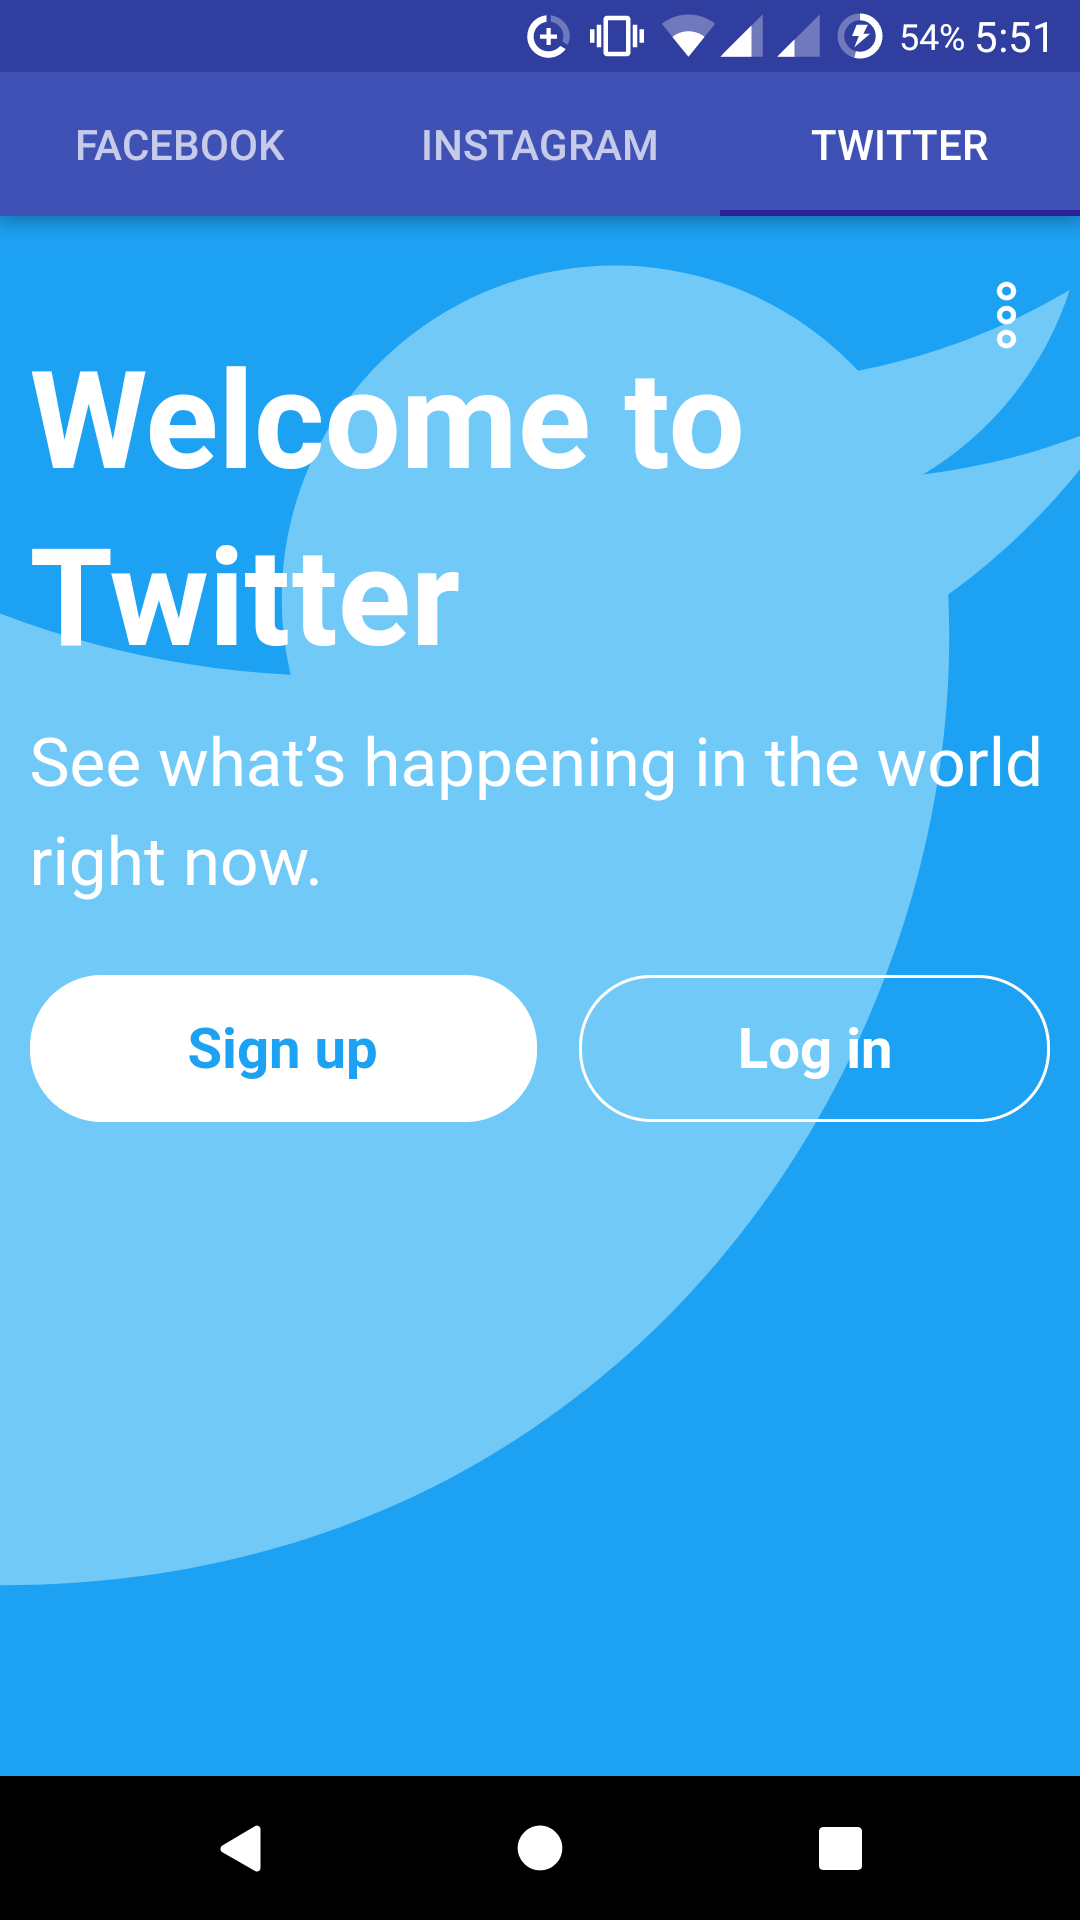 54% 5:51
FACEBOOK INSTAGRAM TWITTER
Welcome to
Twitter
See what’s happening in the world
right now.
Sign up Log in